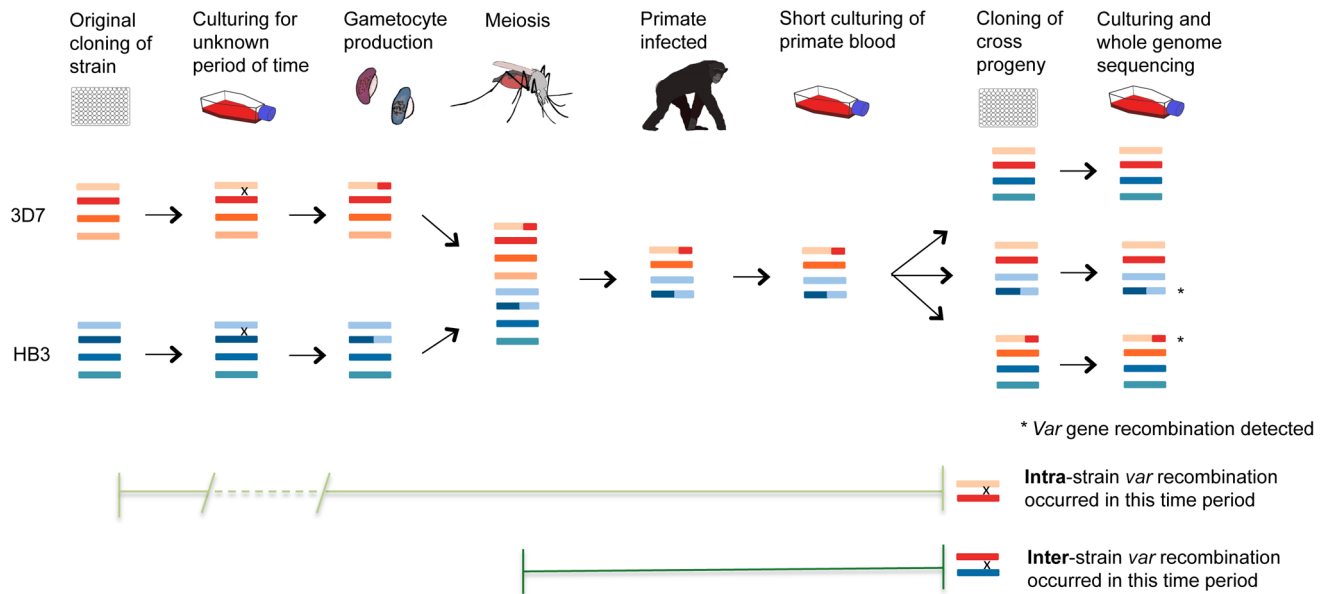 Original
cloning of
strain
Culturing for
unknown
period of time
Gametocyte
production
Meiosis
Primate
infected
Short culturing of
primate blood
Cloning of
cross
progeny
Culturing and
whole genome
sequencing
3D7
x
HB3
x
*
*
* Var gene recombination detected
x
Intra-strain var recombination
occurred in this time period
x
Inter-strain var recombination
occurred in this time period